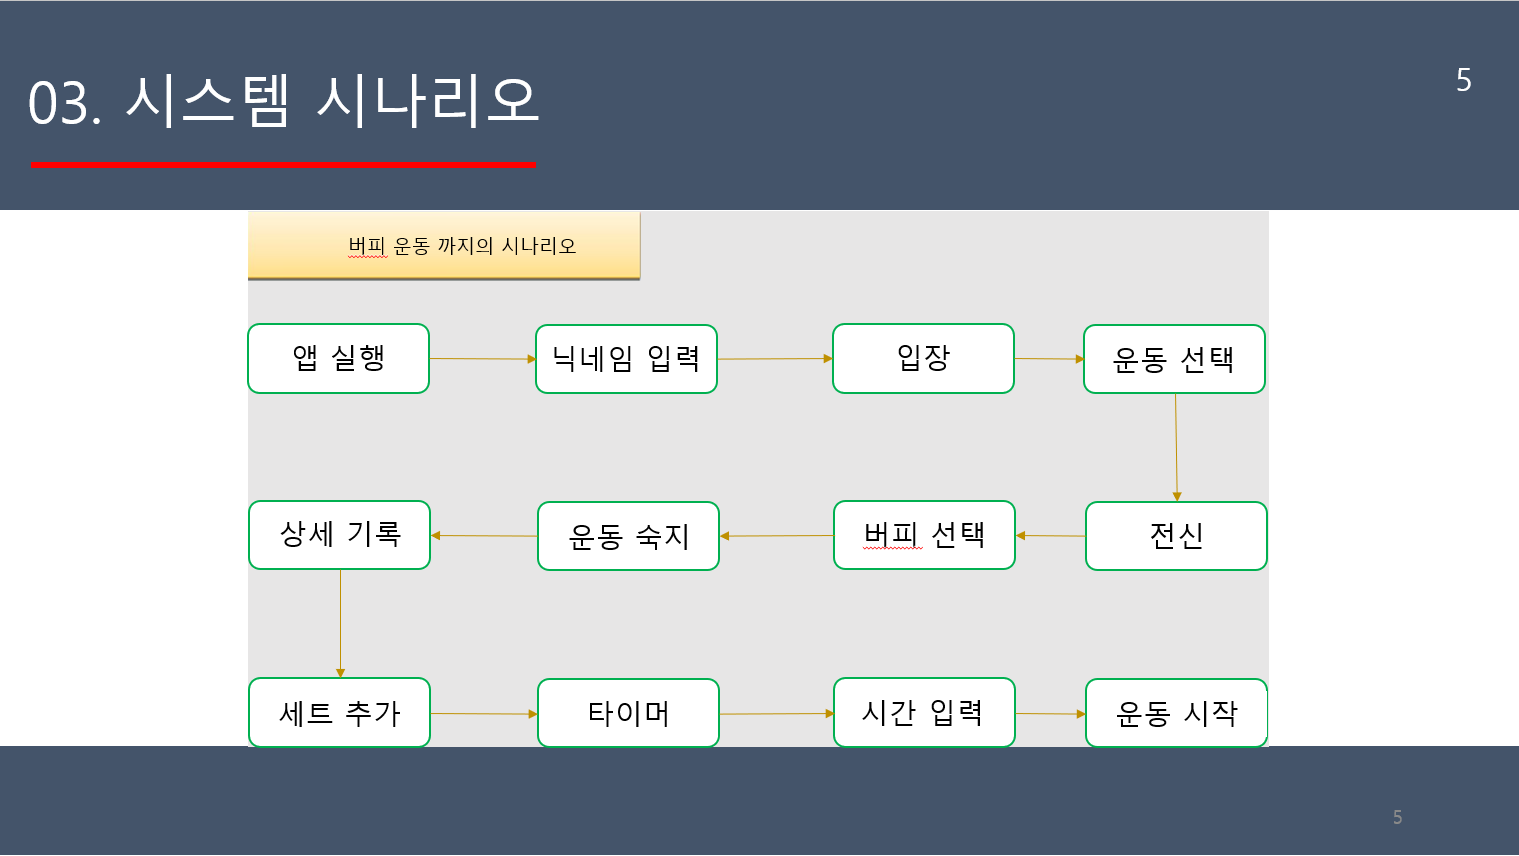 03. 시스템 시나리오
5
버피 운동 까지의 시나리오
앱 실행
닉네임 입력
입장
운동 선택
전신
버피 선택
운동 숙지
상세 기록
세트 추가
타이머
시간 입력
운동 시작
5